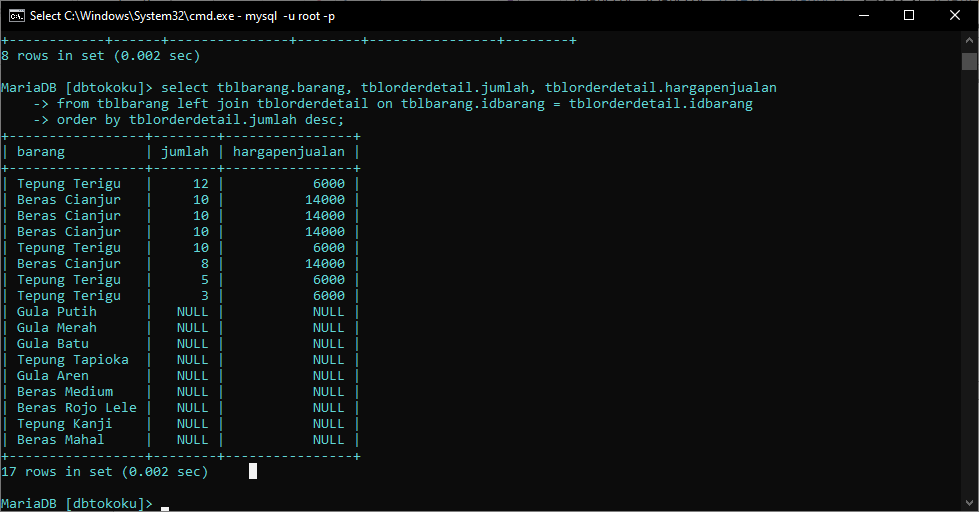 Select C:\Windows\System32\cmd.exe - mysql  -u root -p
+------------+------+---------------+--------+----------------+--------+
8 rows in set (0.002 sec)
MariaDB [dbtokoku]> select tblbarang.barang, tblorderdetail.jumlah, tblorderdetail.hargapenjualan
    -> from tblbarang left join tblorderdetail on tblbarang.idbarang = tblorderdetail.idbarang
    -> order by tblorderdetail.jumlah desc;
+-----------------+--------+----------------+
| barang          | jumlah | hargapenjualan |
+-----------------+--------+----------------+
| Tepung Terigu   |     12 |           6000 |
| Beras Cianjur   |     10 |          14000 |
| Beras Cianjur   |     10 |          14000 |
| Beras Cianjur   |     10 |          14000 |
| Tepung Terigu   |     10 |           6000 |
| Beras Cianjur   |      8 |          14000 |
| Tepung Terigu   |      5 |           6000 |
| Tepung Terigu   |      3 |           6000 |
| Gula Putih      |   NULL |           NULL |
| Gula Merah      |   NULL |           NULL |
| Gula Batu       |   NULL |           NULL |
| Tepung Tapioka  |   NULL |           NULL |
| Gula Aren       |   NULL |           NULL |
| Beras Medium    |   NULL |           NULL |
| Beras Rojo Lele |   NULL |           NULL |
| Tepung Kanji    |   NULL |           NULL |
| Beras Mahal     |   NULL |           NULL |
+-----------------+--------+----------------+
17 rows in set (0.002 sec)
MariaDB [dbtokoku]>